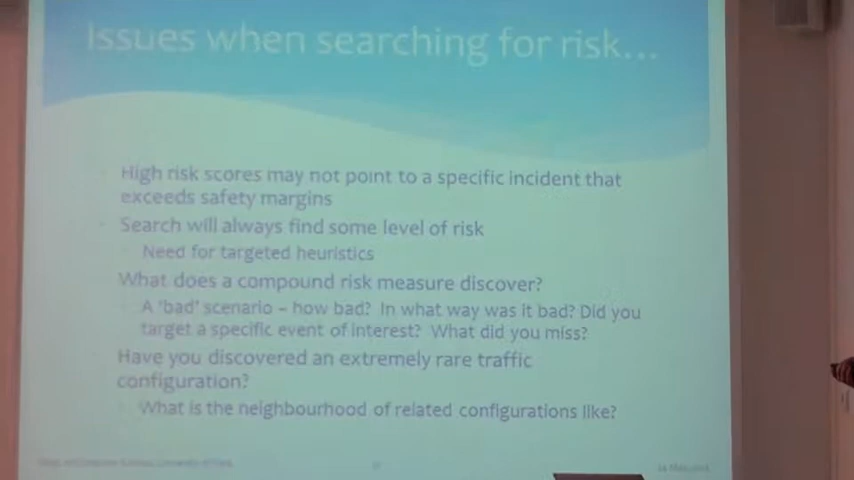 Issues when searching for risk...
High risk scores may not point to a specific incident that
exceeds safety margins
Search will always find some level of risk
Need for targeted heuristics
What does a compound risk measure discover?
A 'bad' scenario – how bad? In what way was it bad? Did you
target a specific event of interest? What did you miss?
Have you discovered an extremely rare traffic
configuration?
What is the neighbourhood of related configurations like?